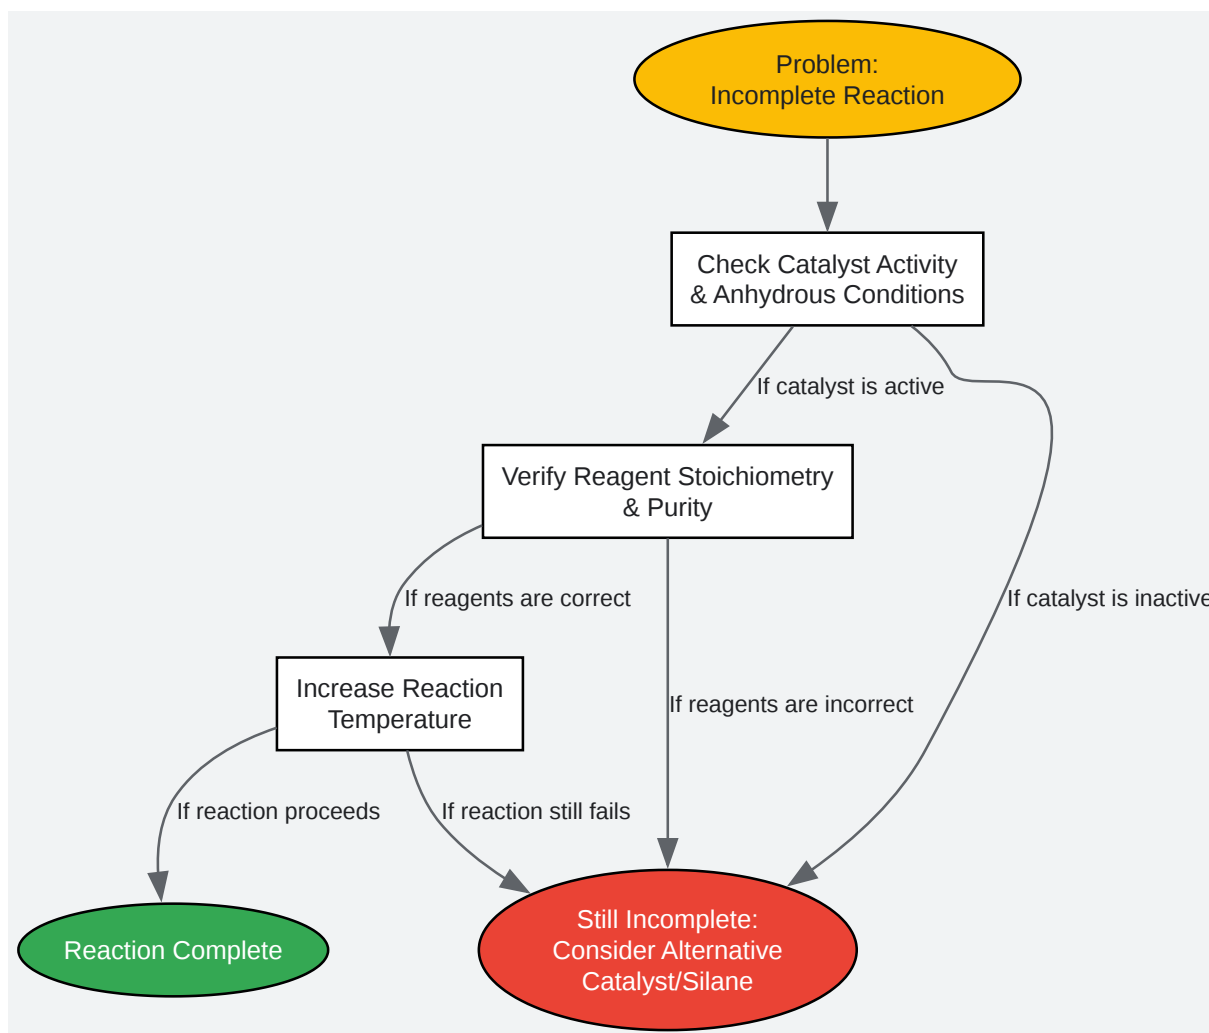 Problem:
Incomplete Reaction
Check Catalyst Activity
& Anhydrous Conditions
If catalyst is active
Verify Reagent Stoichiometry
& Purity
If reagents are correct
If catalyst is inactive
Increase Reaction
Temperature
If reagents are incorrect
If reaction proceeds
If reaction still fails
Reaction Complete
Still Incomplete:
Consider Alternative
Catalyst/Silane